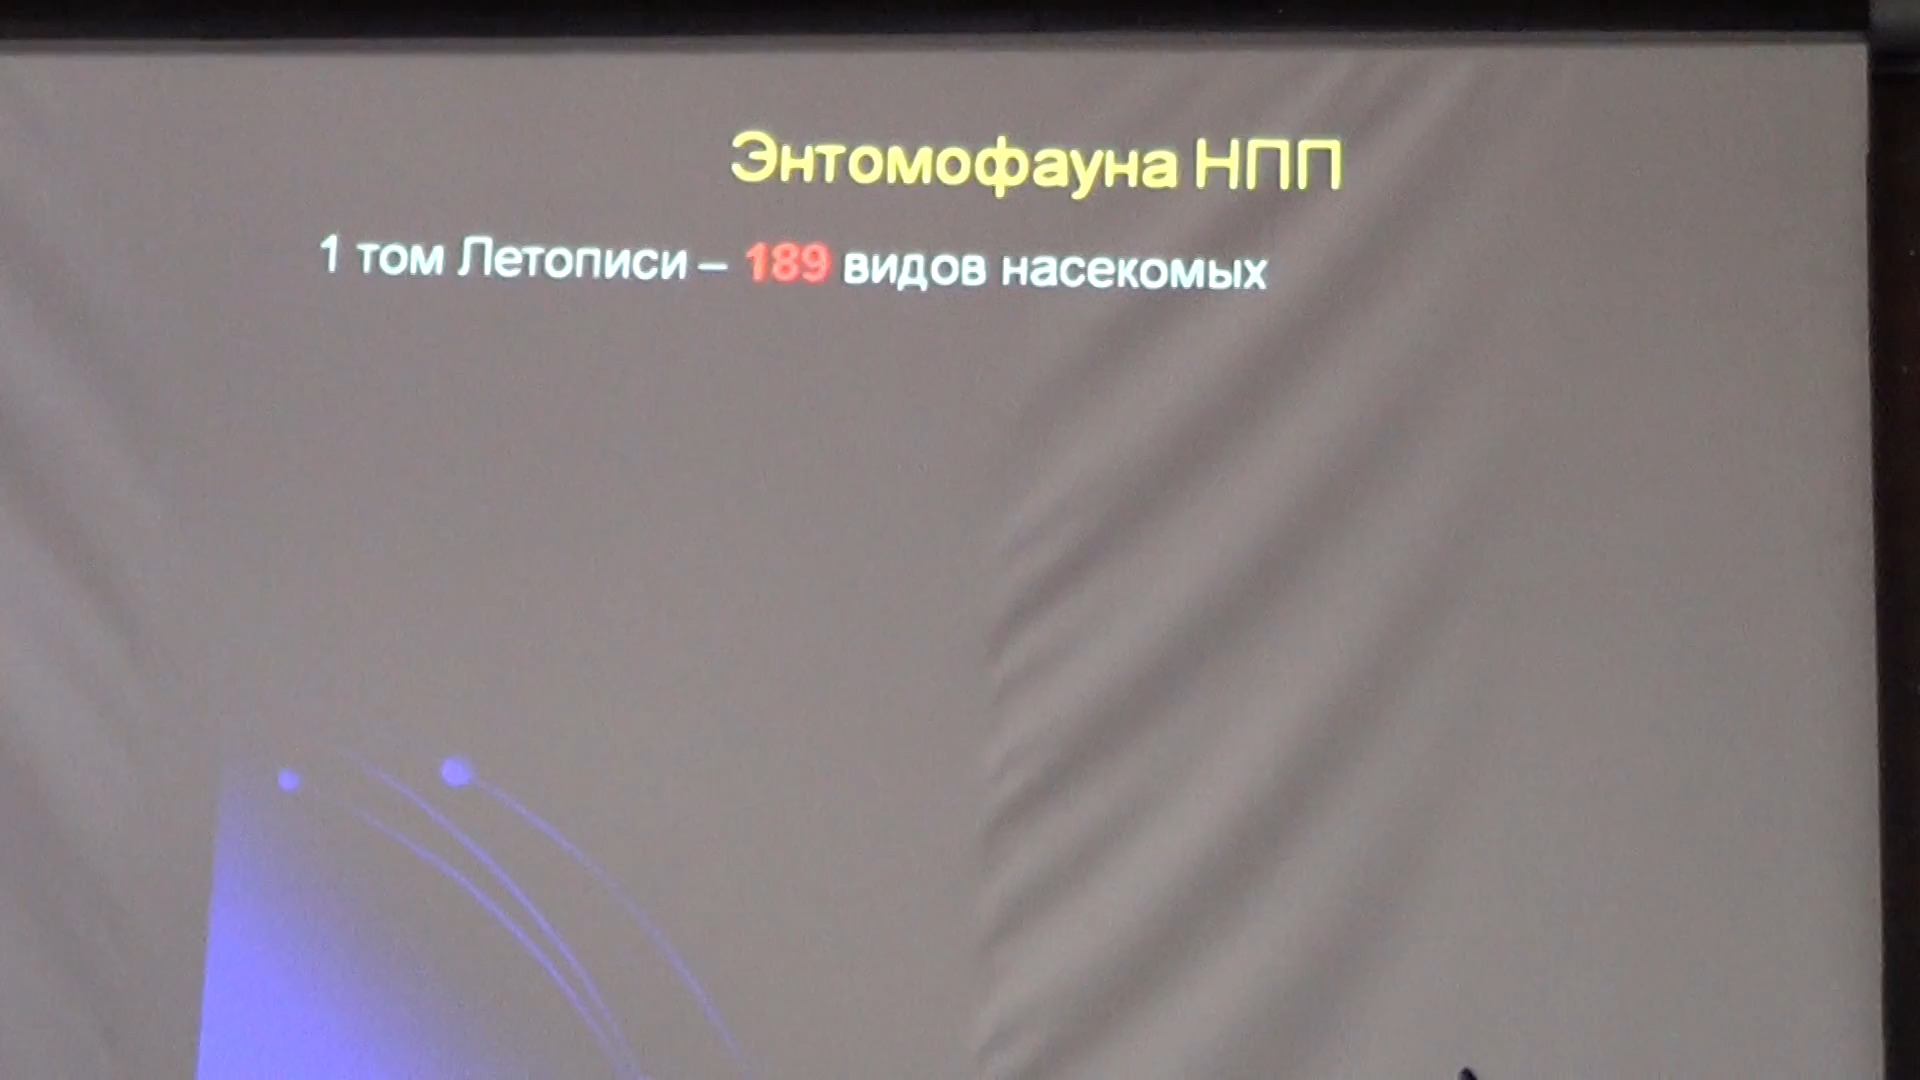 Энтомофауна НПП
1 том Летописи – 189 видов насекомых